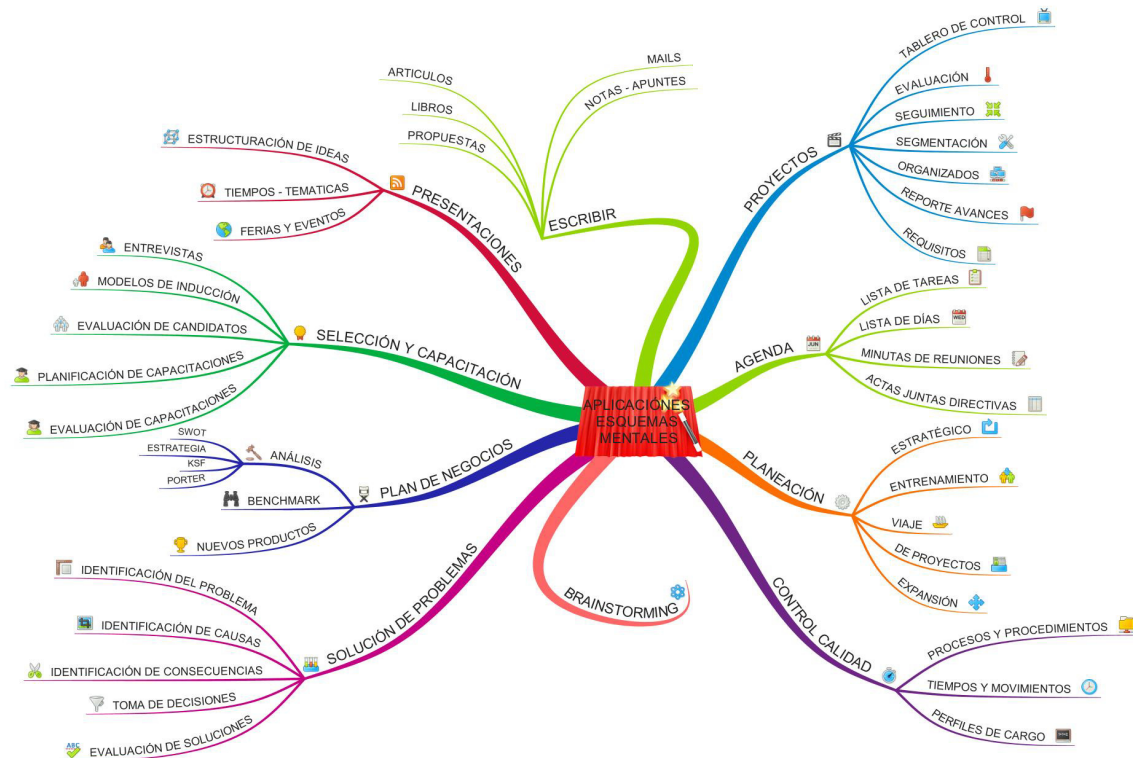 APLICACIÓNES
ESQUEMAS
MENTALES
PROYECTOS
TABLERO DE CONTROL
EVALUACIÓN
SEGUIMIENTO
SEGMENTACIÓN
ORGANIZADOS
REPORTE AVANCES
REQUISITOS
AGENDA
JUN
LISTA DE TAREAS
LISTA DE DÍAS
WED
MINUTAS DE REUNIONES
ACTAS JUNTAS DIRECTIVAS
PLANEACIÓN
ESTRATÉGICO
ENTRENAMIENTO
VIAJE
DE PROYECTOS
EXPANSIÓN
CONTROL CALIDAD
PROCESOS Y PROCEDIMIENTOS
TIEMPOS Y MOVIMIENTOS
PERFILES DE CARGO
BRAINSTORMING
SOLUCIÓN DE PROBLEMAS
IDENTIFICACIÓN DEL PROBLEMA
IDENTIFICACIÓN DE CAUSAS
IDENTIFICACIÓN DE CONSECUENCIAS
TOMA DE DECISIONES
EVALUACIÓN DE SOLUCIONES
ABC
PLAN DE NEGOCIOS
ANÁLISIS
SWOT
ESTRATEGIA
KSF
PORTER
BENCHMARK
NUEVOS PRODUCTOS
SELECCIÓN Y CAPACITACIÓN
ENTREVISTAS
MODELOS DE INDUCCIÓN
EVALUACIÓN DE CANDIDATOS
PLANIFICACIÓN DE CAPACITACIONES
EVALUACIÓN DE CAPACITACIONES
PRESENTACIONES
ESTRUCTURACIÓN DE IDEAS
TIEMPOS - TEMATICAS
FERIAS Y EVENTOS
ESCRIBIR
ARTICULOS
LIBROS
PROPUESTAS
MAILS
NOTAS - APUNTES